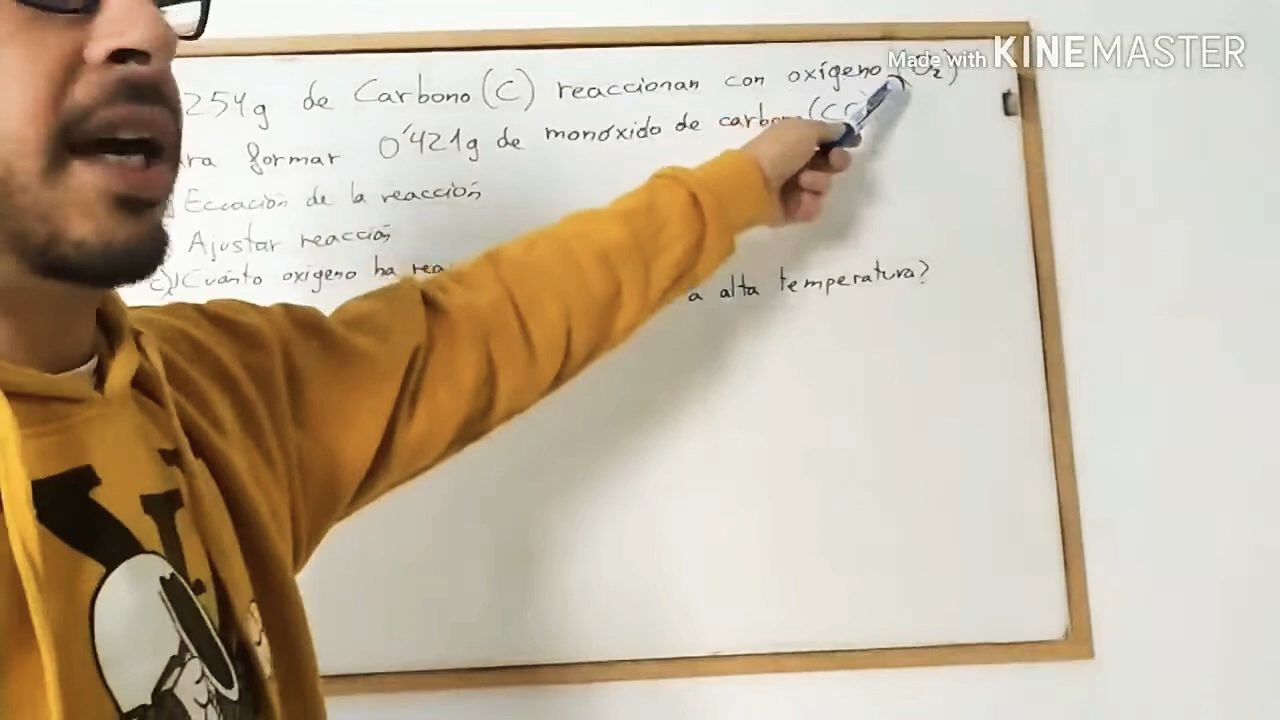 Made with KINEMASTER
254g de Carbono (C) reaccionan con oxígeno (O₂)
ra formar 0'421g de monóxido de carbono (CO
Ecuación de la reacción
Ajustar reacción
c) Cuánto oxígeno ha rea
a alta temperatura?